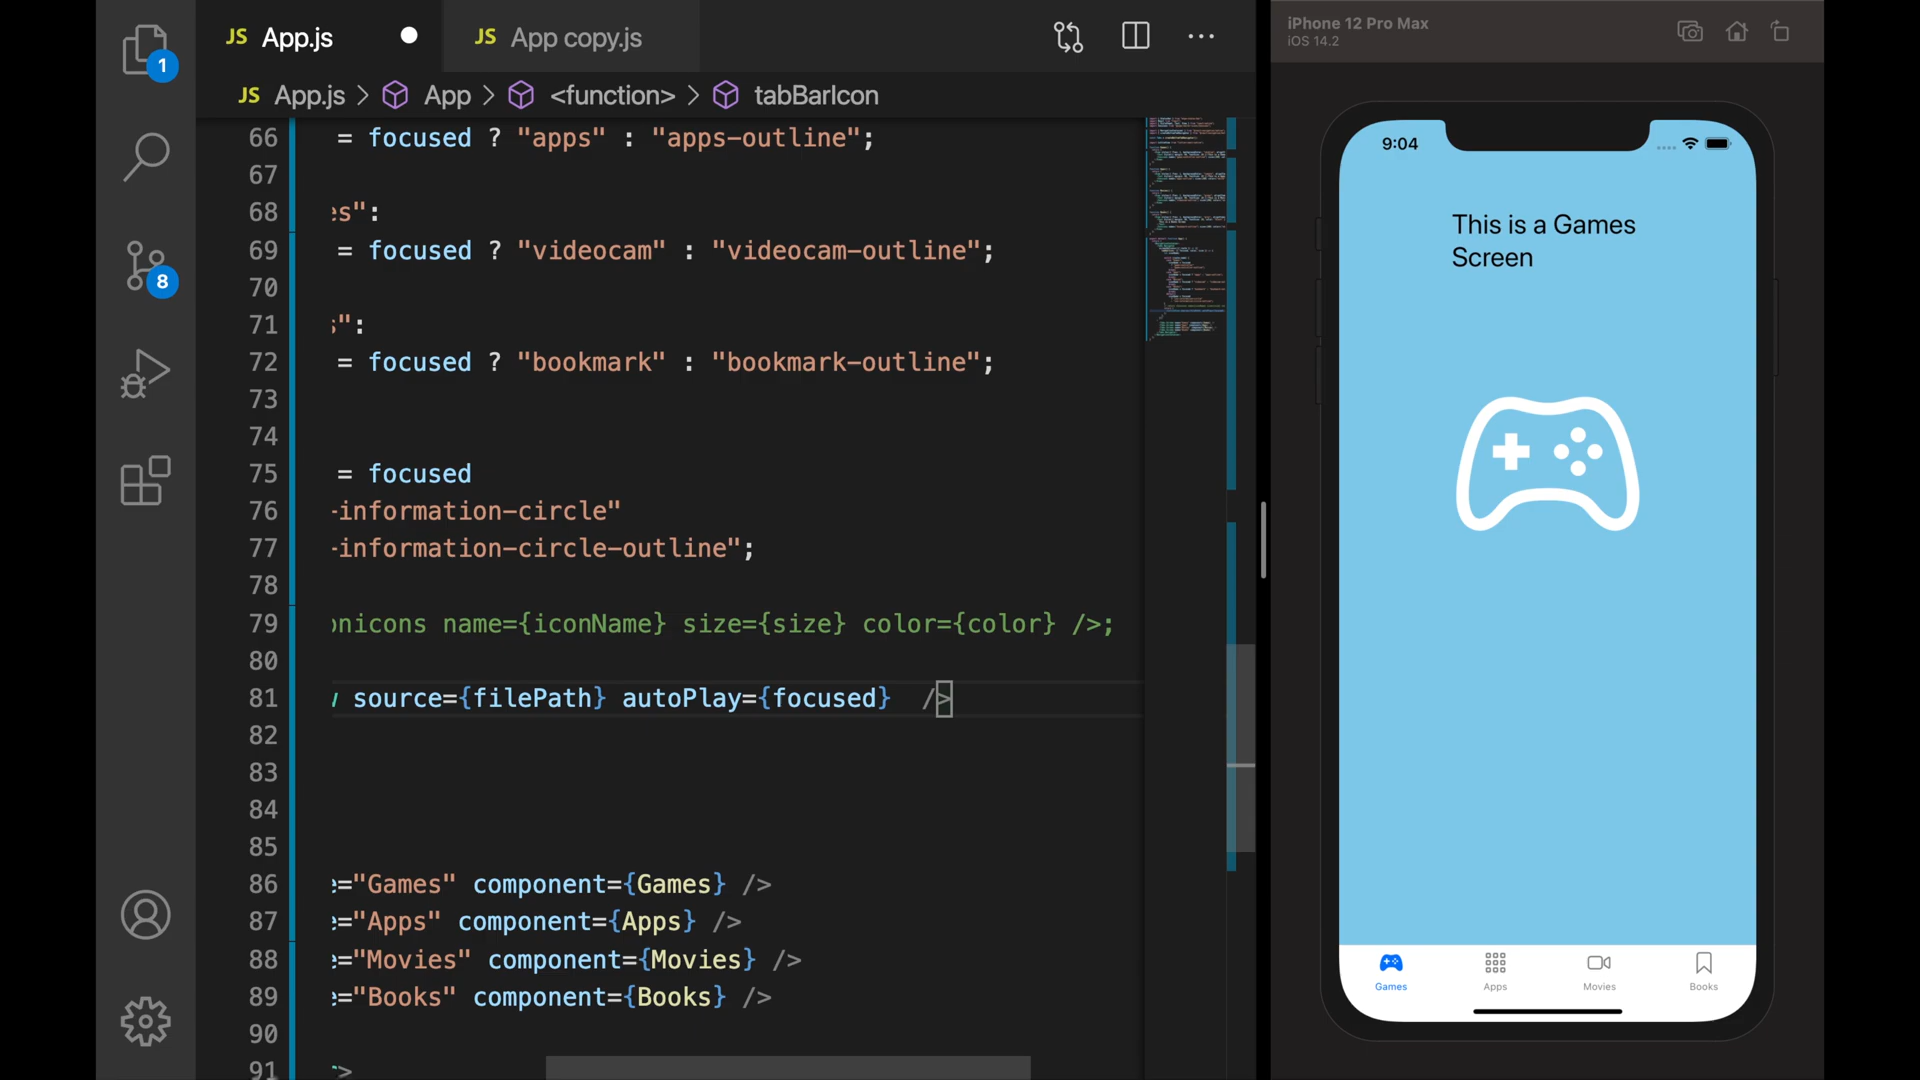 JS App.js
JS App copy.js
JS App.js > App > <function> > tabBarIcon
66 = focused ? "apps" : "apps-outline";
67
68 es":
69 = focused ? "videocam" : "videocam-outline";
70
71 s":
72 = focused ? "bookmark" : "bookmark-outline";
73
74
75 = focused
76 -information-circle"
77 -information-circle-outline";
78
79 onicons name={iconName} size={size} color={color} />;
80
81 source={filePath} autoPlay={focused}  />
82
83
84
85
86 e="Games" component={Games} />
87 e="Apps" component={Apps} />
88 e="Movies" component={Movies} />
89 e="Books" component={Books} />
90
91 >
1
8
iPhone 12 Pro Max
iOS 14.2
9:04
This is a Games
Screen
Games
Apps
Movies
Books